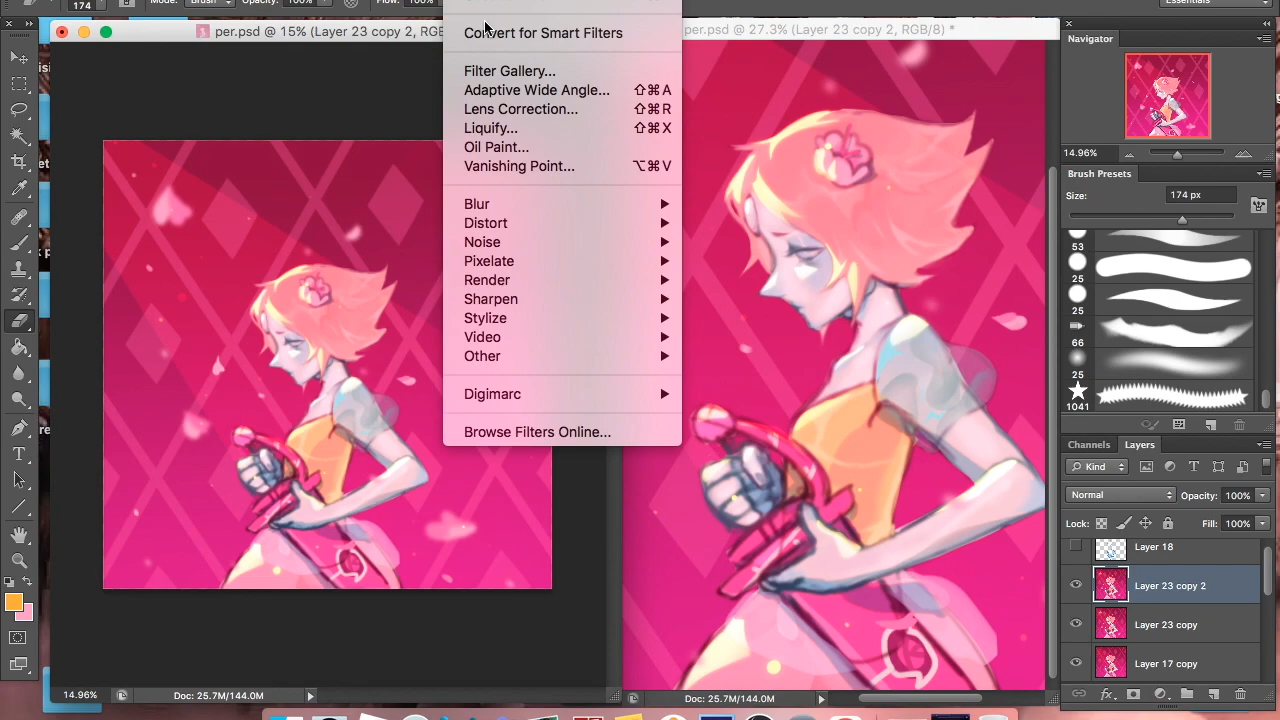 174
Mode: Brush Opacity: 100% Flow: 100% Essentials
per.psd @ 15% (Layer 23 copy 2, RGB/8
per.psd @ 27.3% (Layer 23 copy 2, RGB/8) *
Convert for Smart Filters
Filter Gallery...
Adaptive Wide Angle... ⇧⌘A
Lens Correction... ⇧⌘R
Liquify... ⇧⌘X
Oil Paint...
Vanishing Point... ⌥⌘V
Blur
Distort
Noise
Pixelate
Render
Sharpen
Stylize
Video
Other
Digimarc
Browse Filters Online...
Navigator
14.96%
Brush Presets
Size: 174 px
53
25
25
66
25
1041
Channels Layers
Kind
Normal Opacity: 100%
Lock: Fill: 100%
Layer 18
Layer 23 copy 2
Layer 23 copy
Layer 17 copy
14.96% Doc: 25.7M/144.0M
Doc: 25.7M/144.0M